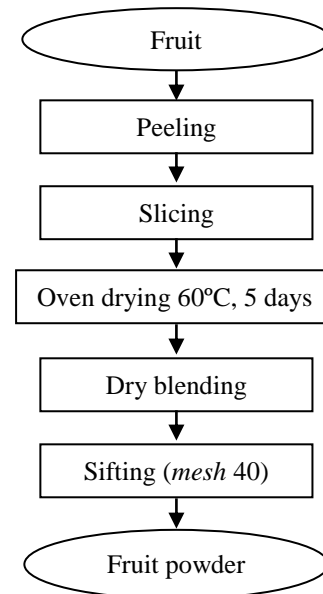 Fruit
Peeling
Slicing
Oven drying 60ºC, 5 days
Dry blending
Sifting (mesh 40)
Fruit powder